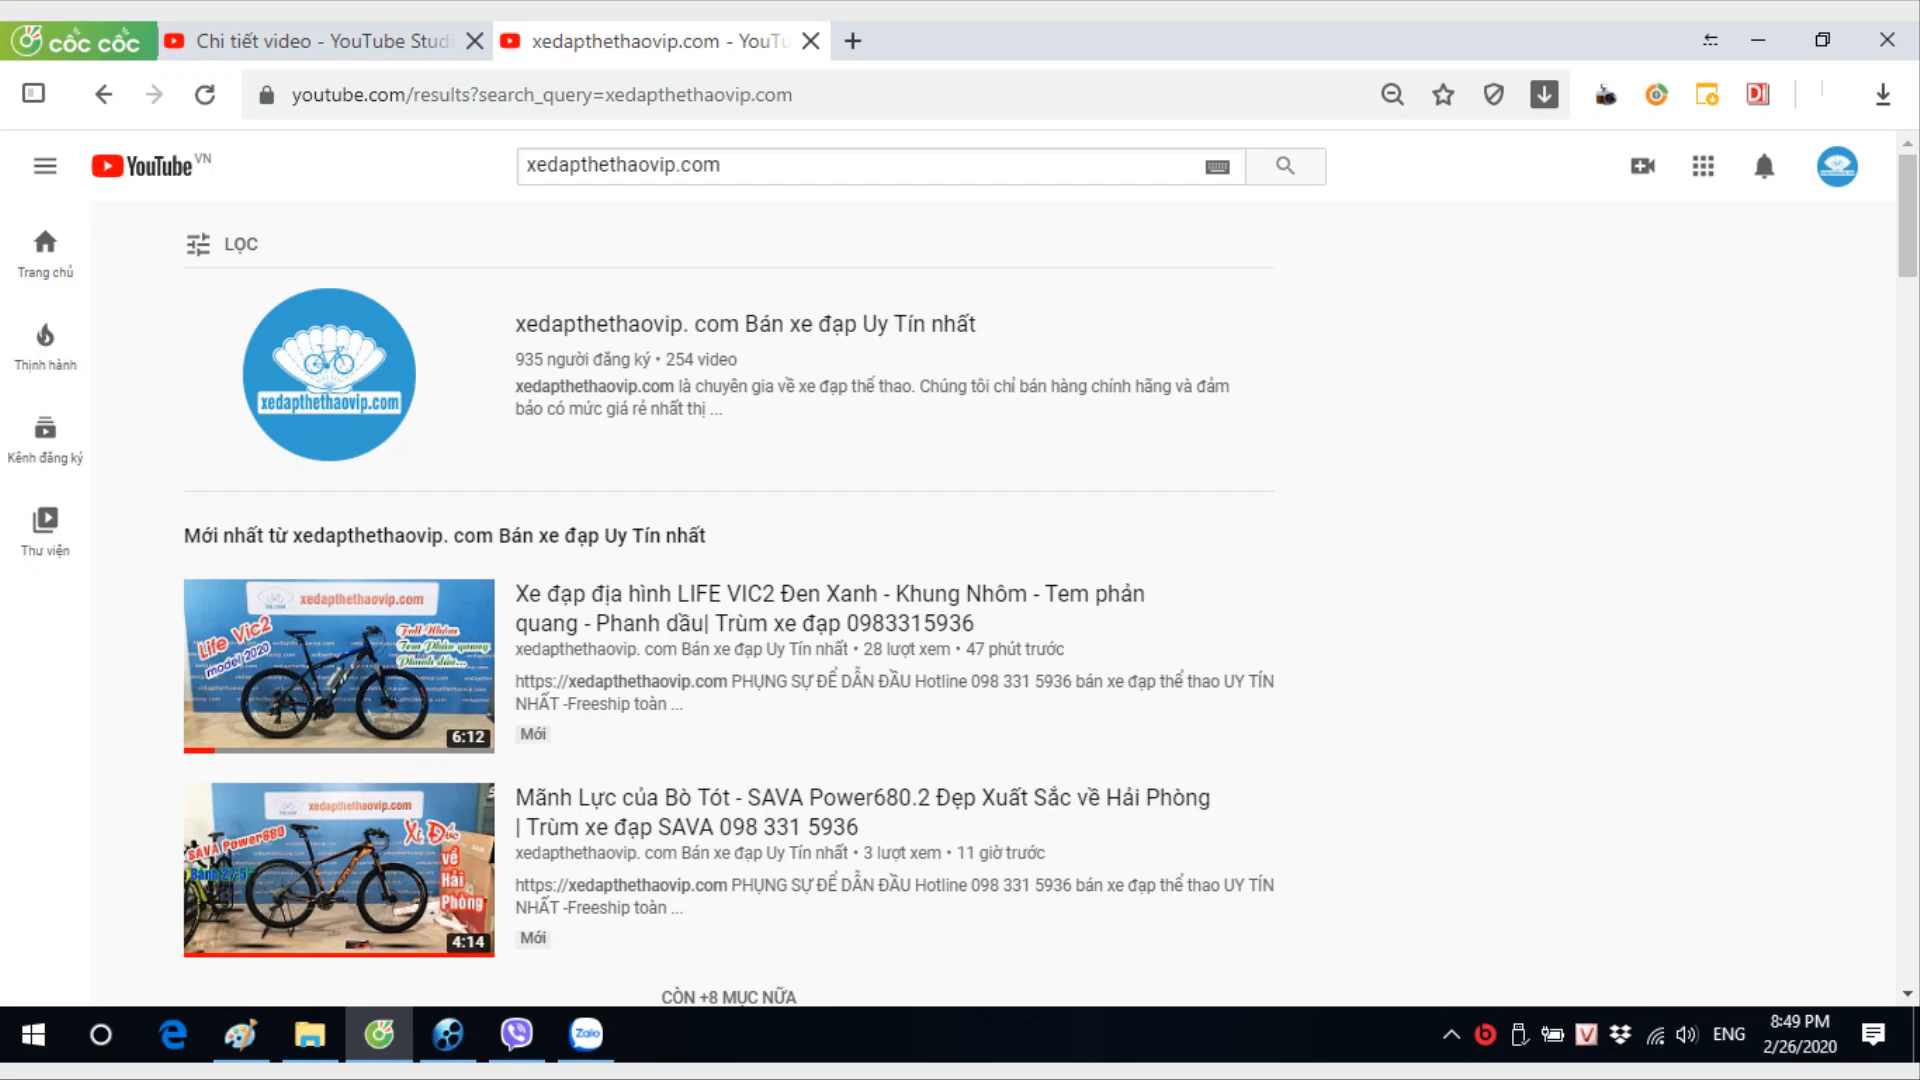 cốc cốc
Chi tiết video - YouTube Stud
xedapthethaovip.com - YouTu
youtube.com/results?search_query=xedapthethaovip.com
YouTube VN
xedapthethaovip.com
Trang chủ
Thịnh hành
Kênh đăng ký
Thư viện
LỌC
xedapthethaovip.com
xedapthethaovip. com Bán xe đạp Uy Tín nhất
935 người đăng ký • 254 video
xedapthethaovip.com là chuyên gia về xe đạp thể thao. Chúng tôi chỉ bán hàng chính hãng và đảm
bảo có mức giá rẻ nhất thị ...
Mới nhất từ xedapthethaovip. com Bán xe đạp Uy Tín nhất
xedapthethaovip.com
Life Vic2
model 2020
Full Nhôm
Tem Phản quang
Phanh dầu...
6:12
Xe đạp địa hình LIFE VIC2 Đen Xanh - Khung Nhôm - Tem phản
quang - Phanh dầu| Trùm xe đạp 0983315936
xedapthethaovip. com Bán xe đạp Uy Tín nhất • 28 lượt xem • 47 phút trước
https://xedapthethaovip.com PHỤNG SỰ ĐỂ DẪN ĐẦU Hotline 098 331 5936 bán xe đạp thể thao UY TÍN
NHẤT -Freeship toàn ...
Mới
xedapthethaovip.com
SAVA Power680
Bánh 27.5"
về
Hải
Phòng
4:14
Mãnh Lực của Bò Tót - SAVA Power680.2 Đẹp Xuất Sắc về Hải Phòng
| Trùm xe đạp SAVA 098 331 5936
xedapthethaovip. com Bán xe đạp Uy Tín nhất • 3 lượt xem • 11 giờ trước
https://xedapthethaovip.com PHỤNG SỰ ĐỂ DẪN ĐẦU Hotline 098 331 5936 bán xe đạp thể thao UY TÍN
NHẤT -Freeship toàn ...
Mới
CÒN +8 MỤC NỮA
Zalo
ENG
8:49 PM
2/26/2020